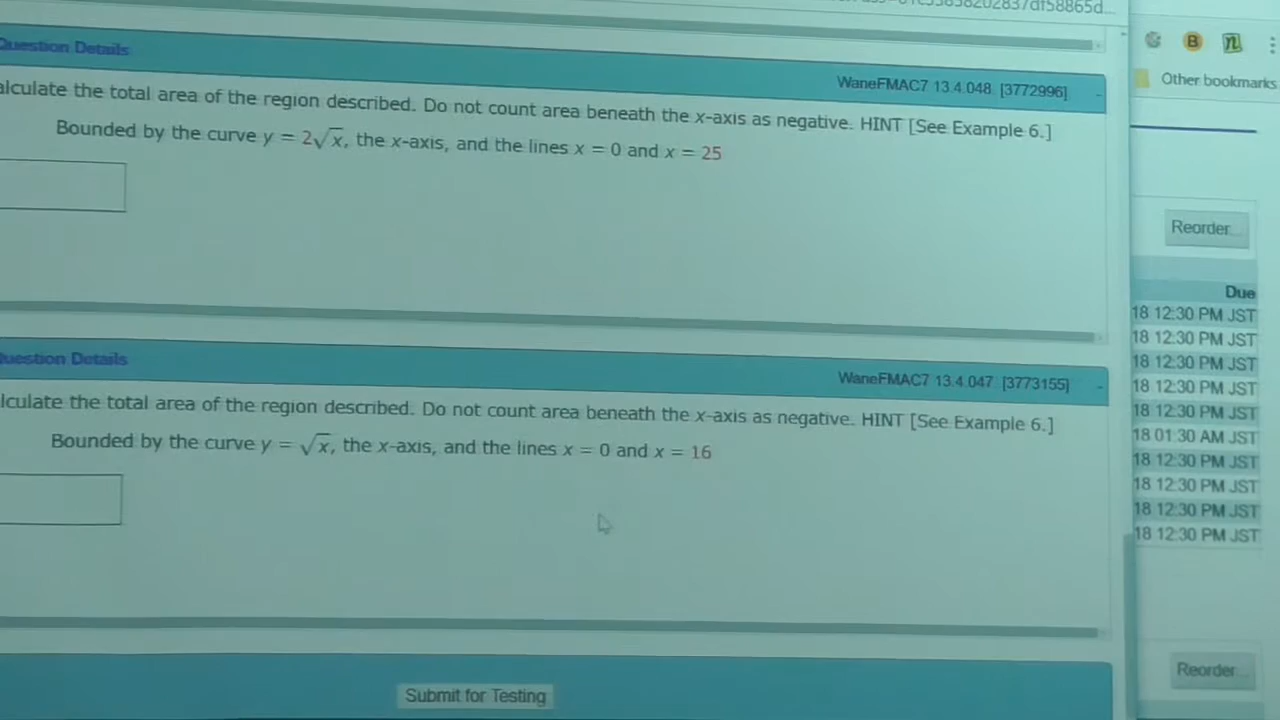 Question Details
WaneFMAC7 13.4.048. [3772996]
alculate the total area of the region described. Do not count area beneath the x-axis as negative. HINT [See Example 6.]
Bounded by the curve y = 2√x, the x-axis, and the lines x = 0 and x = 25
uestion Details
WaneFMAC7 13.4.047. [3773155]
lculate the total area of the region described. Do not count area beneath the x-axis as negative. HINT [See Example 6.]
Bounded by the curve y = √x, the x-axis, and the lines x = 0 and x = 16
Submit for Testing
B
n
Other bookmarks
Reorder...
Due
18 12:30 PM JST
18 12:30 PM JST
18 12:30 PM JST
18 12:30 PM JST
18 12:30 PM JST
18 01:30 AM JST
18 12:30 PM JST
18 12:30 PM JST
18 12:30 PM JST
18 12:30 PM JST
Reorder...